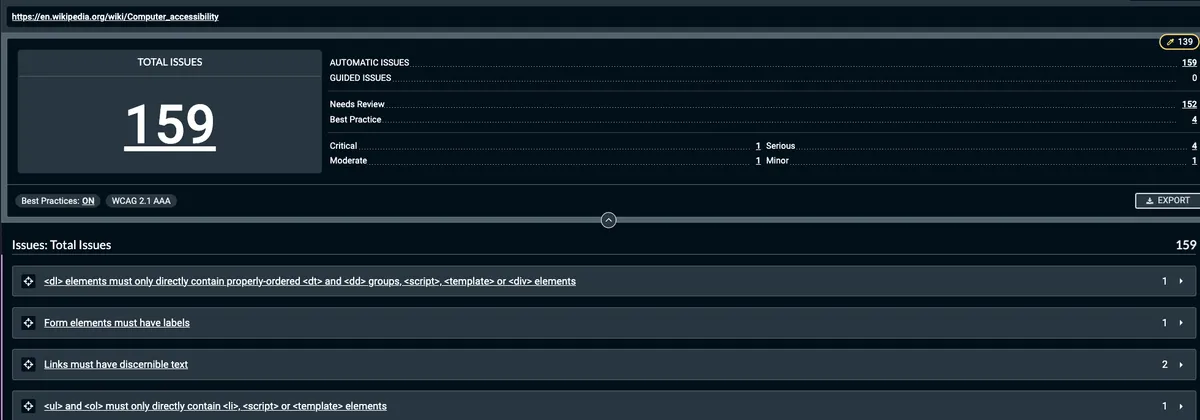 https://en.wikipedia.org/wiki/Computer_accessibility
139
TOTAL ISSUES
159
AUTOMATIC ISSUES 159
GUIDED ISSUES 0
Needs Review 152
Best Practice 4
Critical 1 Serious 4
Moderate 1 Minor 1
Best Practices: ON WCAG 2.1 AAA EXPORT
Issues: Total Issues 159
<dl> elements must only directly contain properly-ordered <dt> and <dd> groups, <script>, <template> or <div> elements 1
Form elements must have labels 1
Links must have discernible text 2
<ul> and <ol> must only directly contain <li>, <script> or <template> elements 1